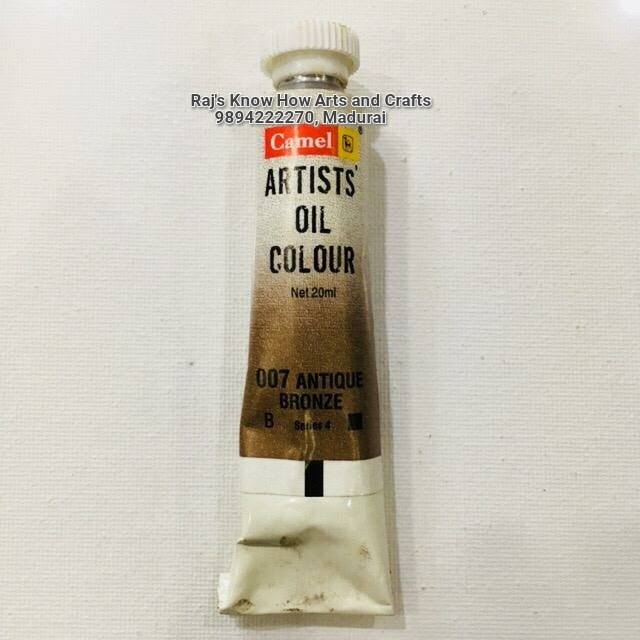 Raj's Know How Arts and Crafts
9894222270, Madurai
Camel
®
ARTISTS'
OIL
COLOUR
Net 20ml
007 ANTIQUE
BRONZE
B Series 4